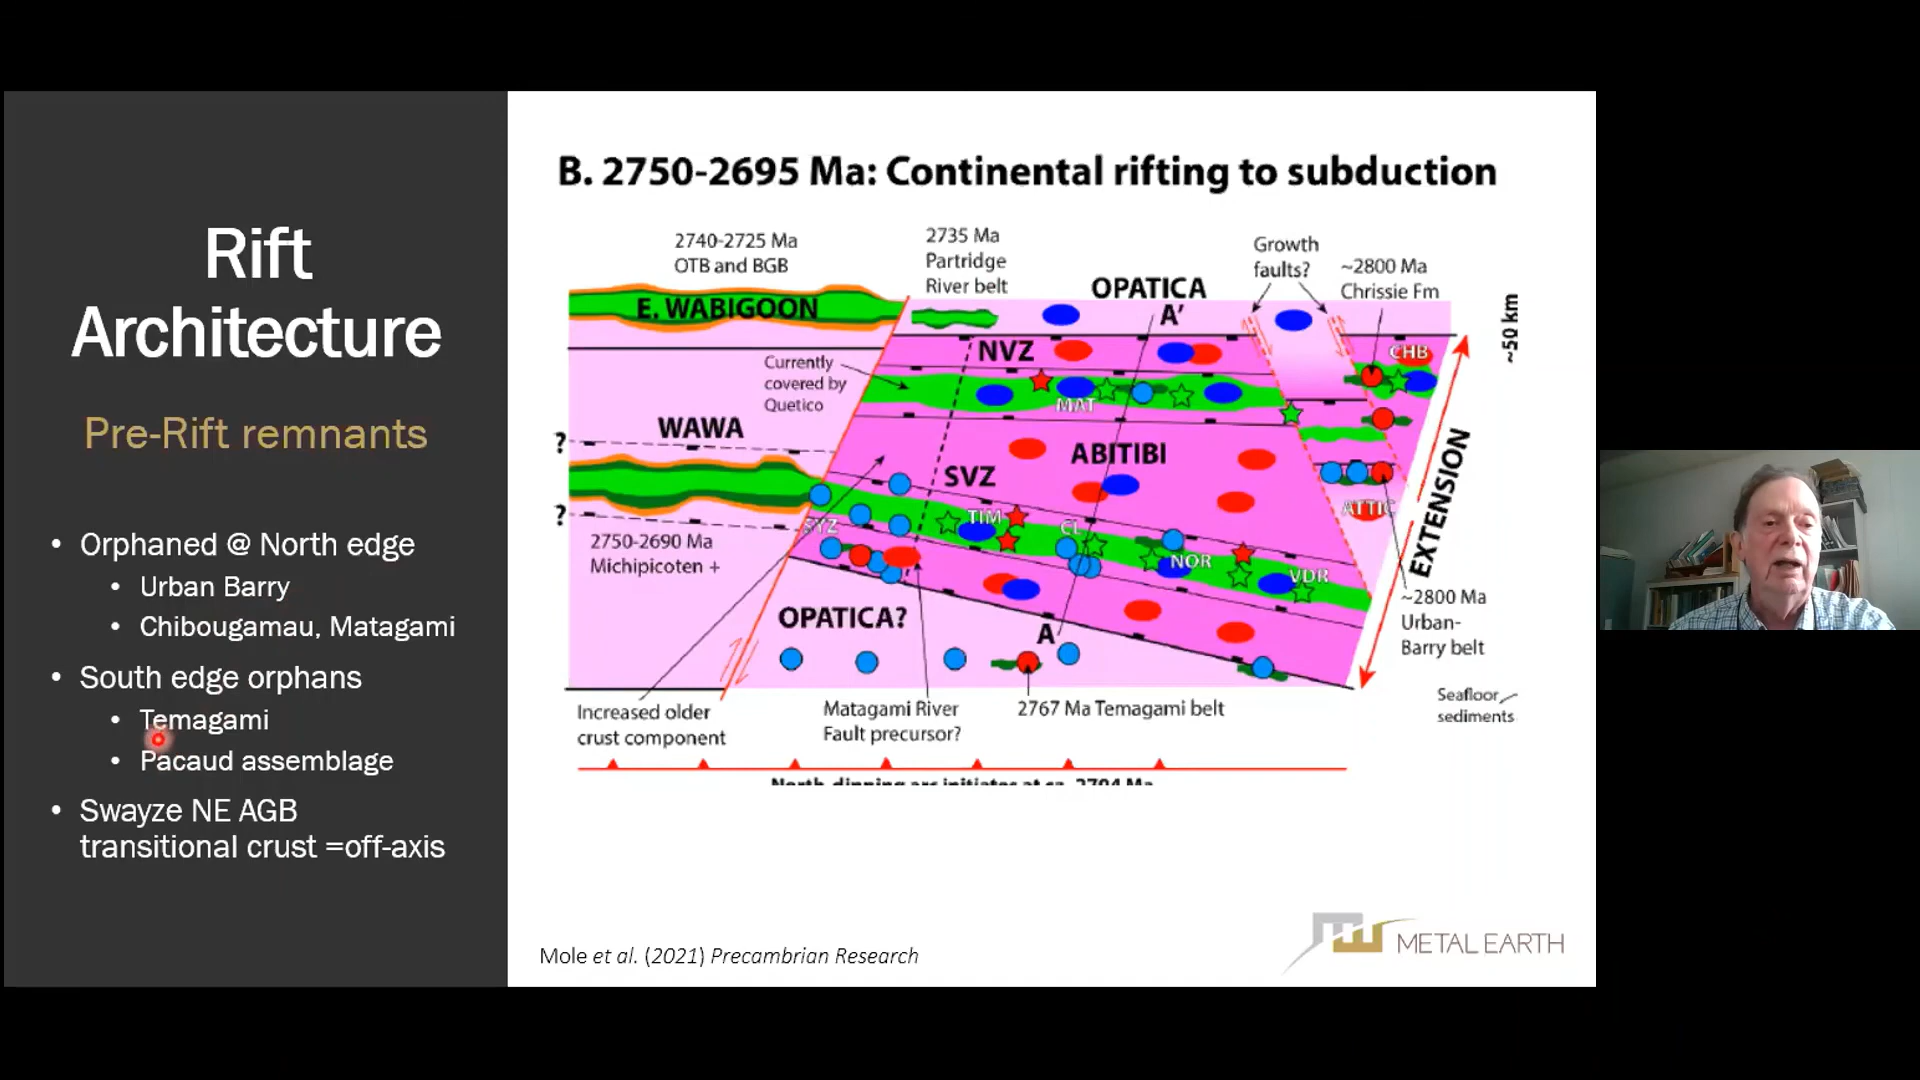 Rift
Architecture
Pre-Rift remnants
• Orphaned @ North edge
• Urban Barry
• Chibougamau, Matagami
• South edge orphans
• Temagami
• Pacaud assemblage
• Swayze NE AGB
transitional crust =off-axis
B. 2750-2695 Ma: Continental rifting to subduction
2740-2725 Ma
OTB and BGB
2735 Ma
Partridge
River belt
OPATICA
A'
Growth
faults?
~2800 Ma
Chrissie Fm
~50 km
E. WABIGOON
NVZ
CHB
Currently
covered by
Quetico
MAT
WAWA
?
ABITIBI
SVZ
EXTENSION
ATTIC
?
SYZ
TIM
CL
NOR
VDR
2750-2690 Ma
Michipicoten +
~2800 Ma
Urban-
Barry belt
OPATICA?
A
Increased older
crust component
Matagami River
Fault precursor?
2767 Ma Temagami belt
Seafloor
sediments
North-dipping arc initiates at ca. 2704 Ma
Mole et al. (2021) Precambrian Research
METAL EARTH